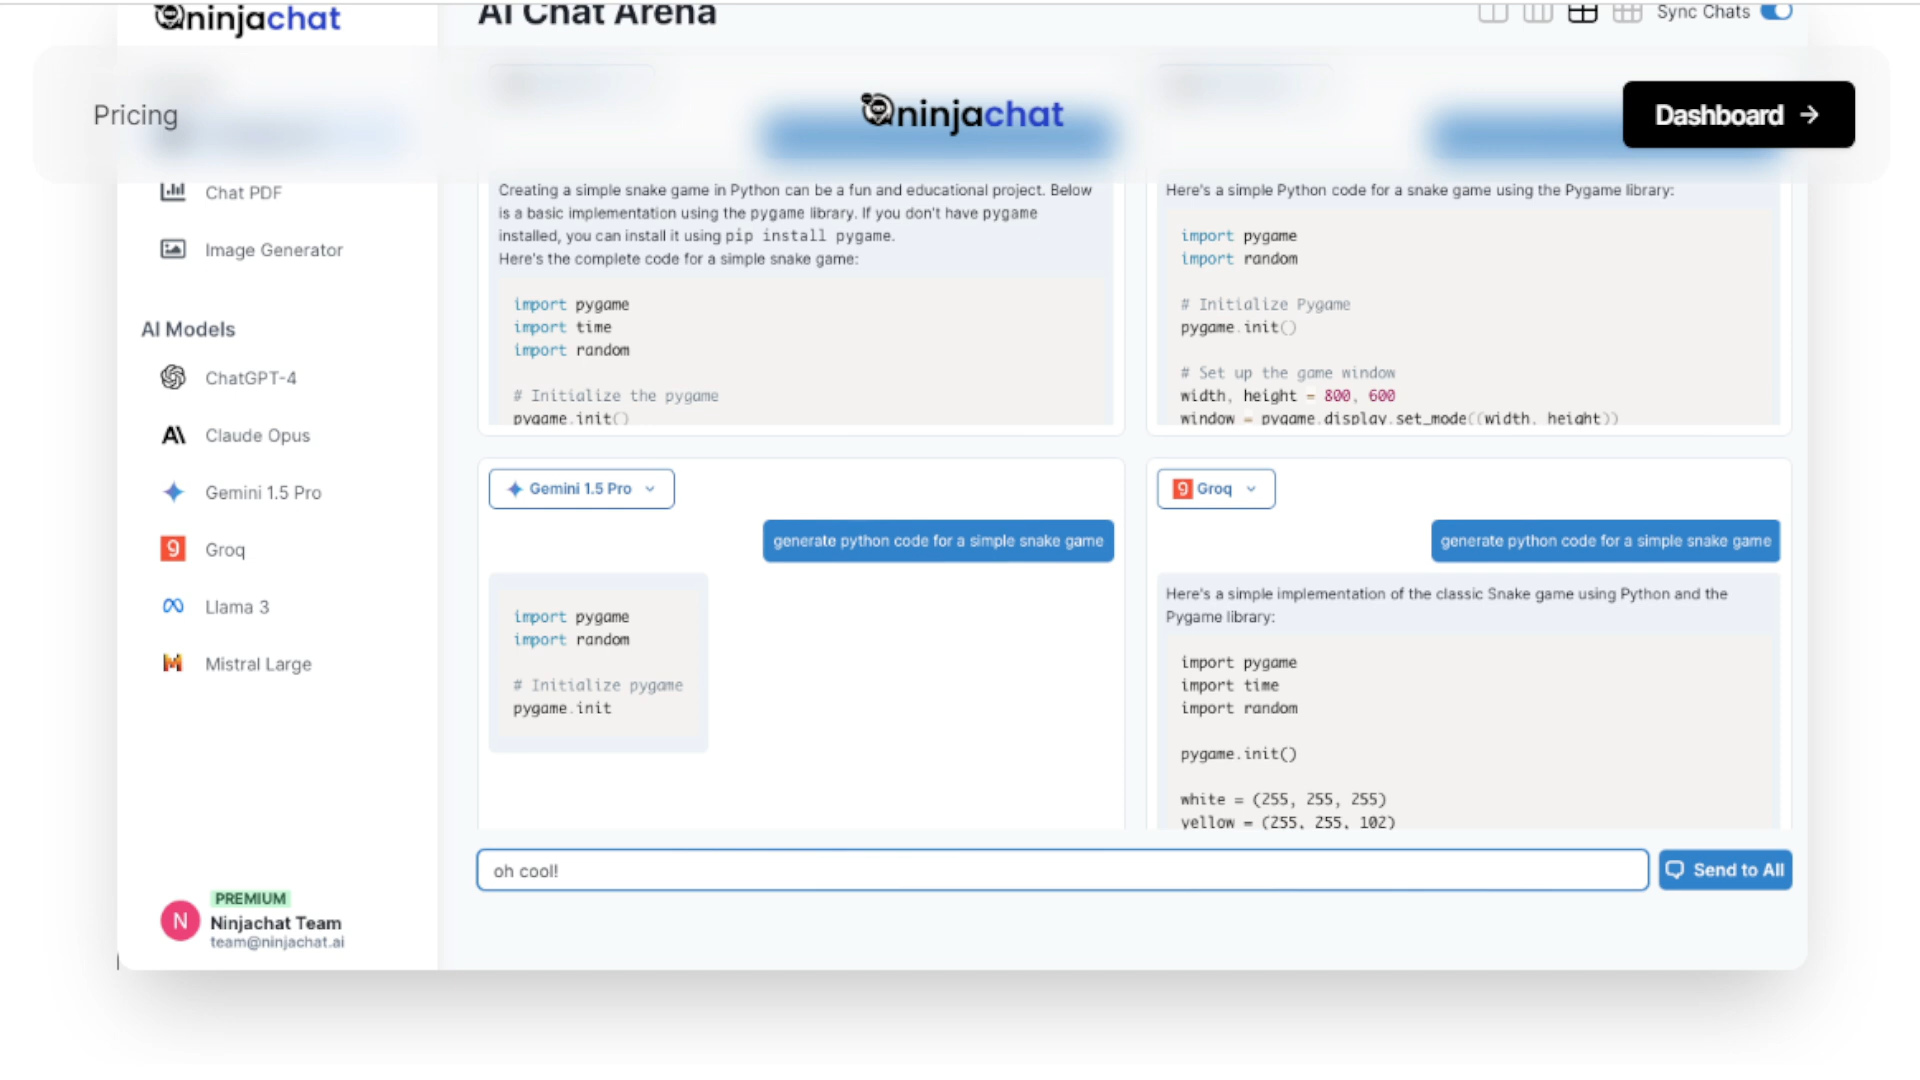 ninjachat
AI Chat Arena
Sync Chats
Pricing
ninjachat
Dashboard →
Chat PDF
Image Generator
AI Models
ChatGPT-4
Claude Opus
Gemini 1.5 Pro
Groq
Llama 3
Mistral Large
PREMIUM
N
Ninjachat Team
team@ninjachat.ai
Creating a simple snake game in Python can be a fun and educational project. Below
is a basic implementation using the pygame library. If you don't have pygame
installed, you can install it using pip install pygame.
Here's the complete code for a simple snake game:
import pygame
import time
import random
# Initialize the pygame
pygame.init()
Here's a simple Python code for a snake game using the Pygame library:
import pygame
import random
# Initialize Pygame
pygame.init()
# Set up the game window
width, height = 800, 600
window = pygame.display.set_mode((width, height))
Gemini 1.5 Pro
generate python code for a simple snake game
import pygame
import random
# Initialize pygame
pygame.init
Groq
generate python code for a simple snake game
Here's a simple implementation of the classic Snake game using Python and the
Pygame library:
import pygame
import time
import random
pygame.init()
white = (255, 255, 255)
yellow = (255, 255, 102)
oh cool!
Send to All